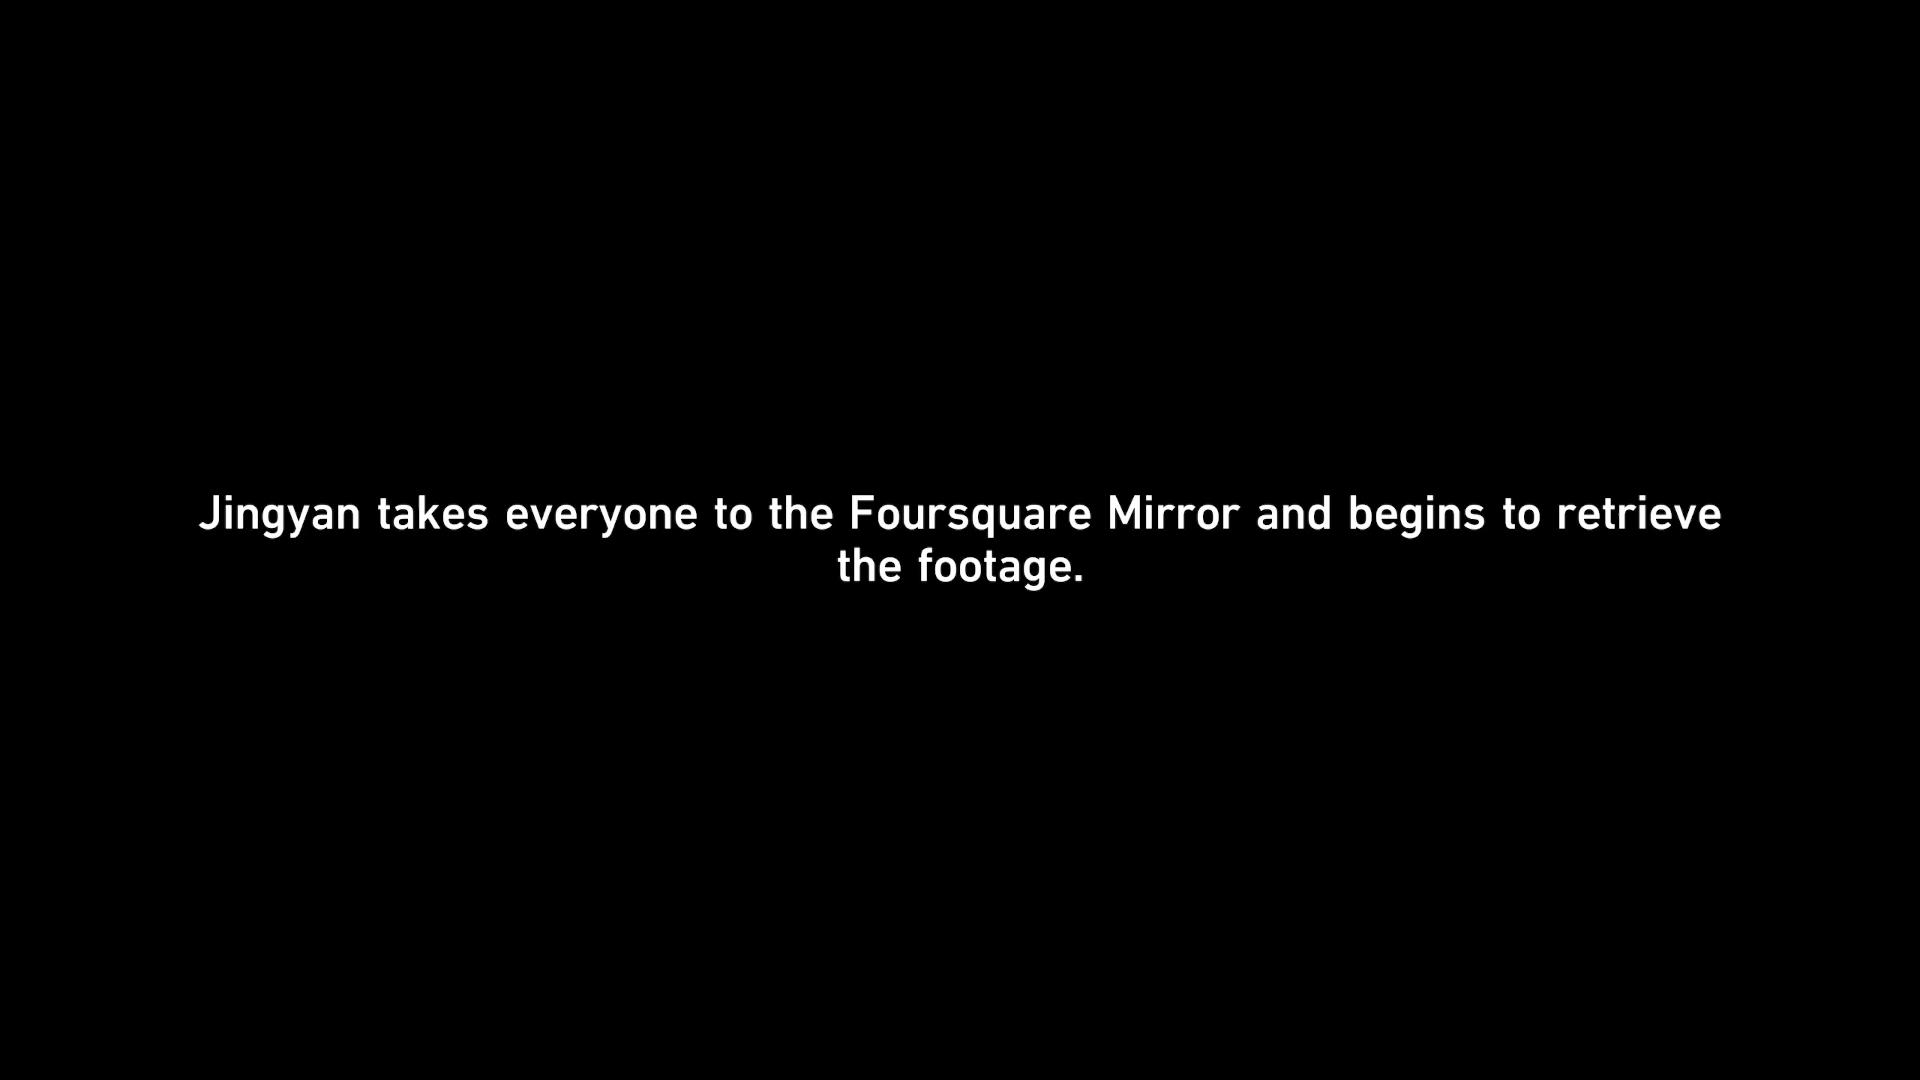 Jingyan takes everyone to the Foursquare Mirror and begins to retrieve
the footage.